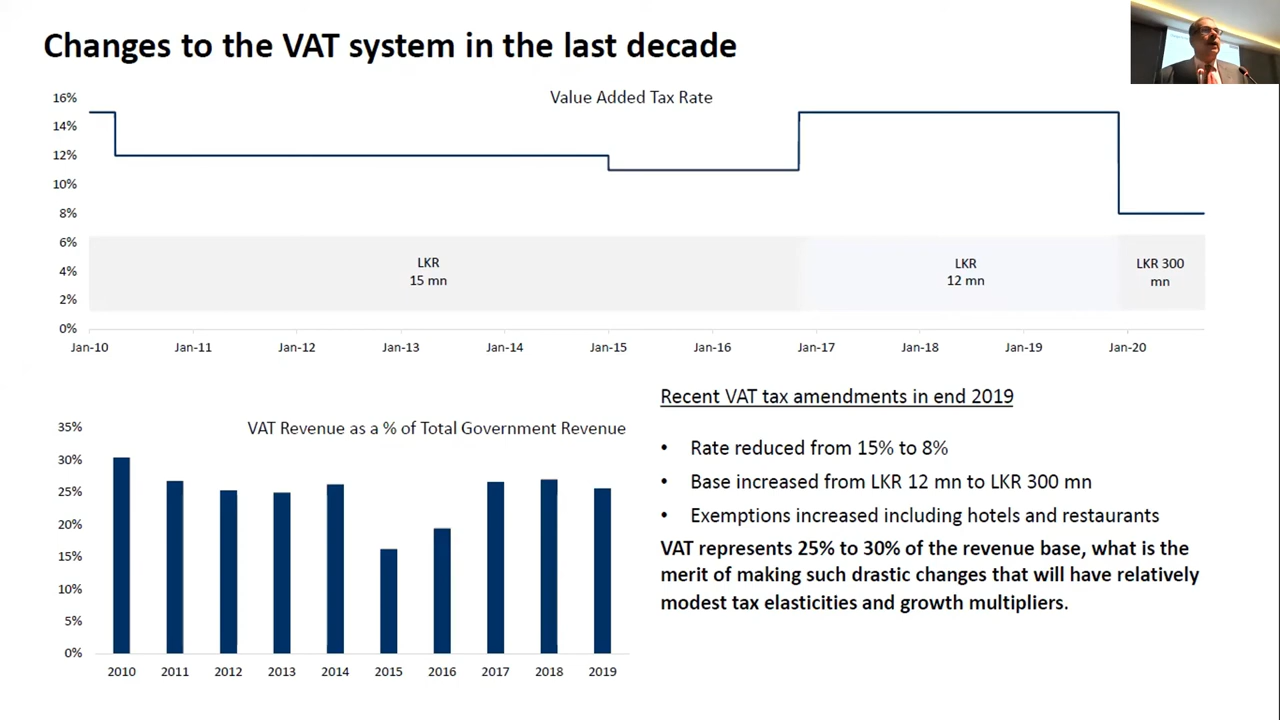 Changes to the VAT system in the last decade
Value Added Tax Rate
16%
14%
12%
10%
8%
6%
4%
2%
0%
LKR
15 mn
LKR
12 mn
LKR 300
mn
Jan-10 Jan-11 Jan-12 Jan-13 Jan-14 Jan-15 Jan-16 Jan-17 Jan-18 Jan-19 Jan-20
VAT Revenue as a % of Total Government Revenue
35%
30%
25%
20%
15%
10%
5%
0%
2010 2011 2012 2013 2014 2015 2016 2017 2018 2019
Recent VAT tax amendments in end 2019
• Rate reduced from 15% to 8%
• Base increased from LKR 12 mn to LKR 300 mn
• Exemptions increased including hotels and restaurants
VAT represents 25% to 30% of the revenue base, what is the
merit of making such drastic changes that will have relatively
modest tax elasticities and growth multipliers.